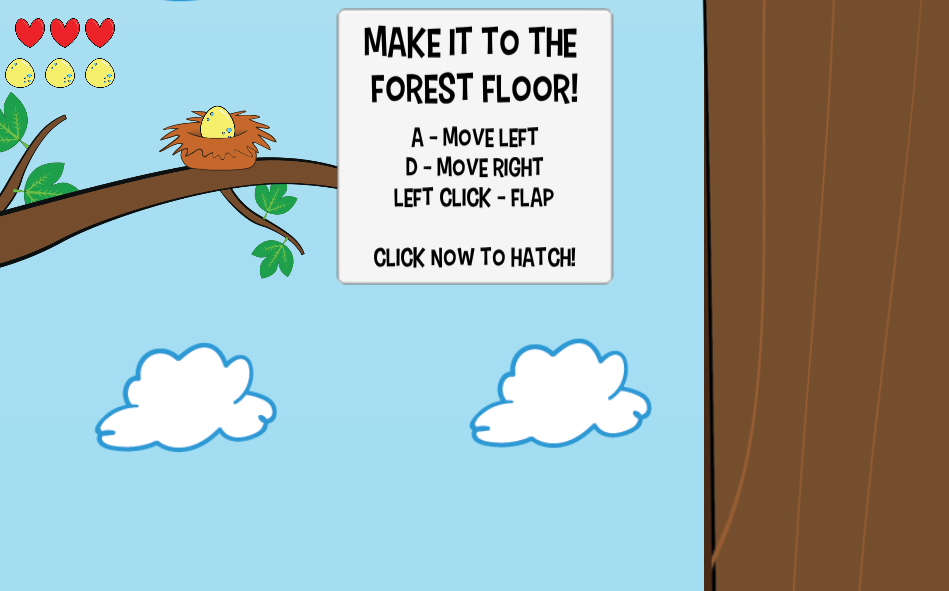 MAKE IT TO THE
FOREST FLOOR!
A - MOVE LEFT
D - MOVE RIGHT
LEFT CLICK - FLAP
CLICK NOW TO HATCH!